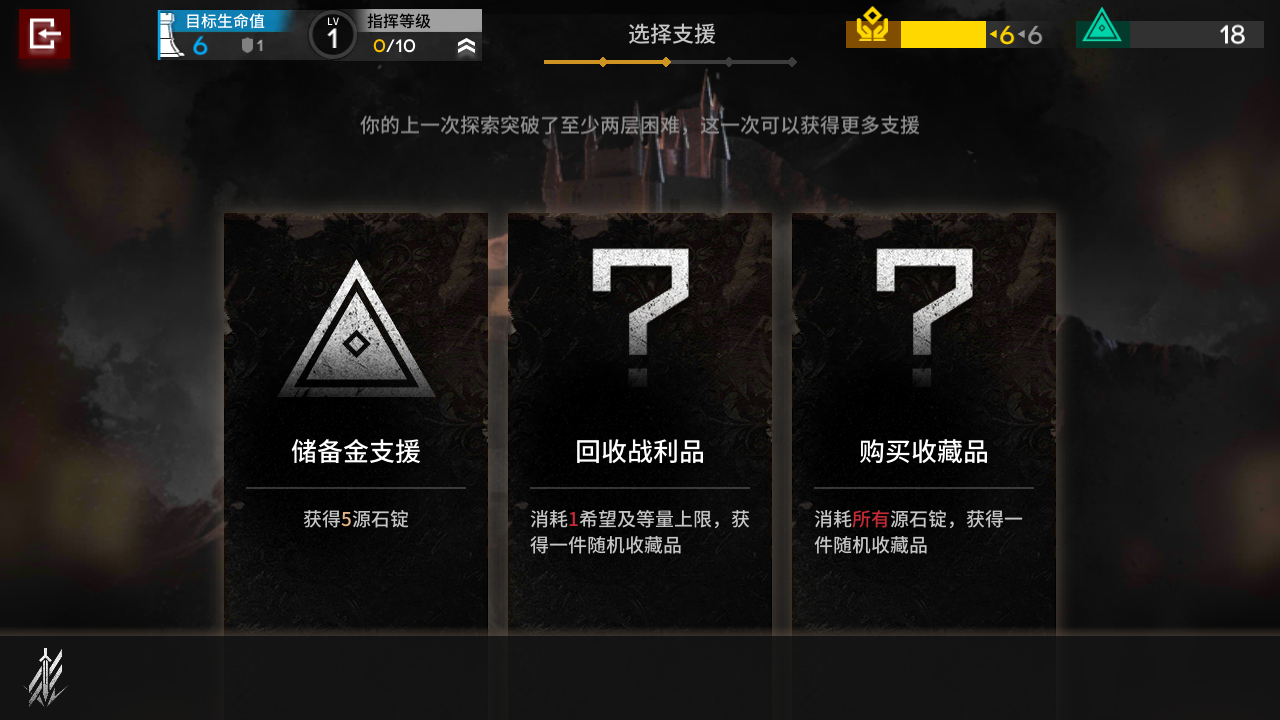 目标生命值
6
1
LV
1
指挥等级
0/10
选择支援
6
6
18
你的上一次探索突破了至少两层困难，这一次可以获得更多支援
储备金支援
获得5源石锭
回收战利品
消耗1希望及等量上限，获
得一件随机收藏品
购买收藏品
消耗所有源石锭，获得一
件随机收藏品